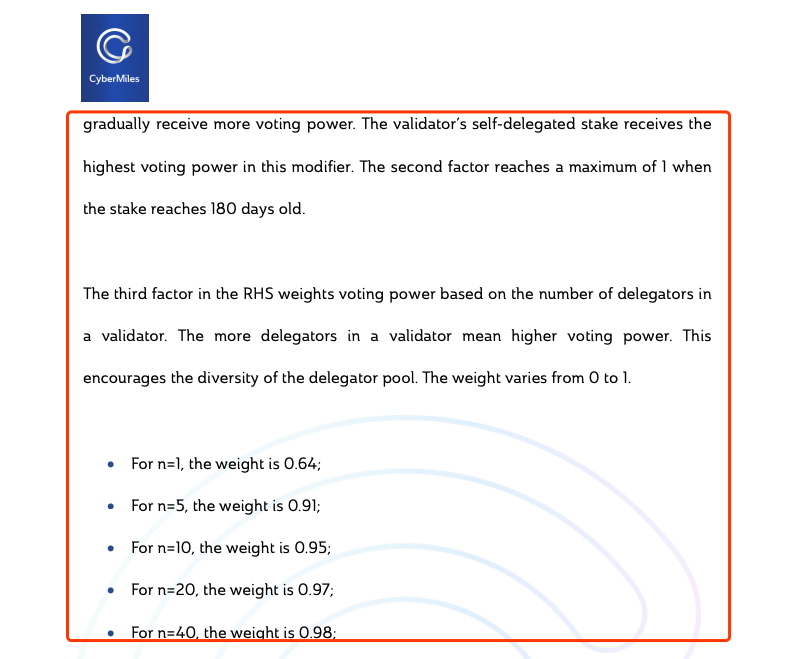 CyberMiles
gradually receive more voting power. The validator's self-delegated stake receives the
highest voting power in this modifier. The second factor reaches a maximum of 1 when
the stake reaches 180 days old.
The third factor in the RHS weights voting power based on the number of delegators in
a validator. The more delegators in a validator mean higher voting power. This
encourages the diversity of the delegator pool. The weight varies from 0 to 1.
• For n=1, the weight is 0.64;
• For n=5, the weight is 0.91;
• For n=10, the weight is 0.95;
• For n=20, the weight is 0.97;
• For n=40, the weight is 0.98;